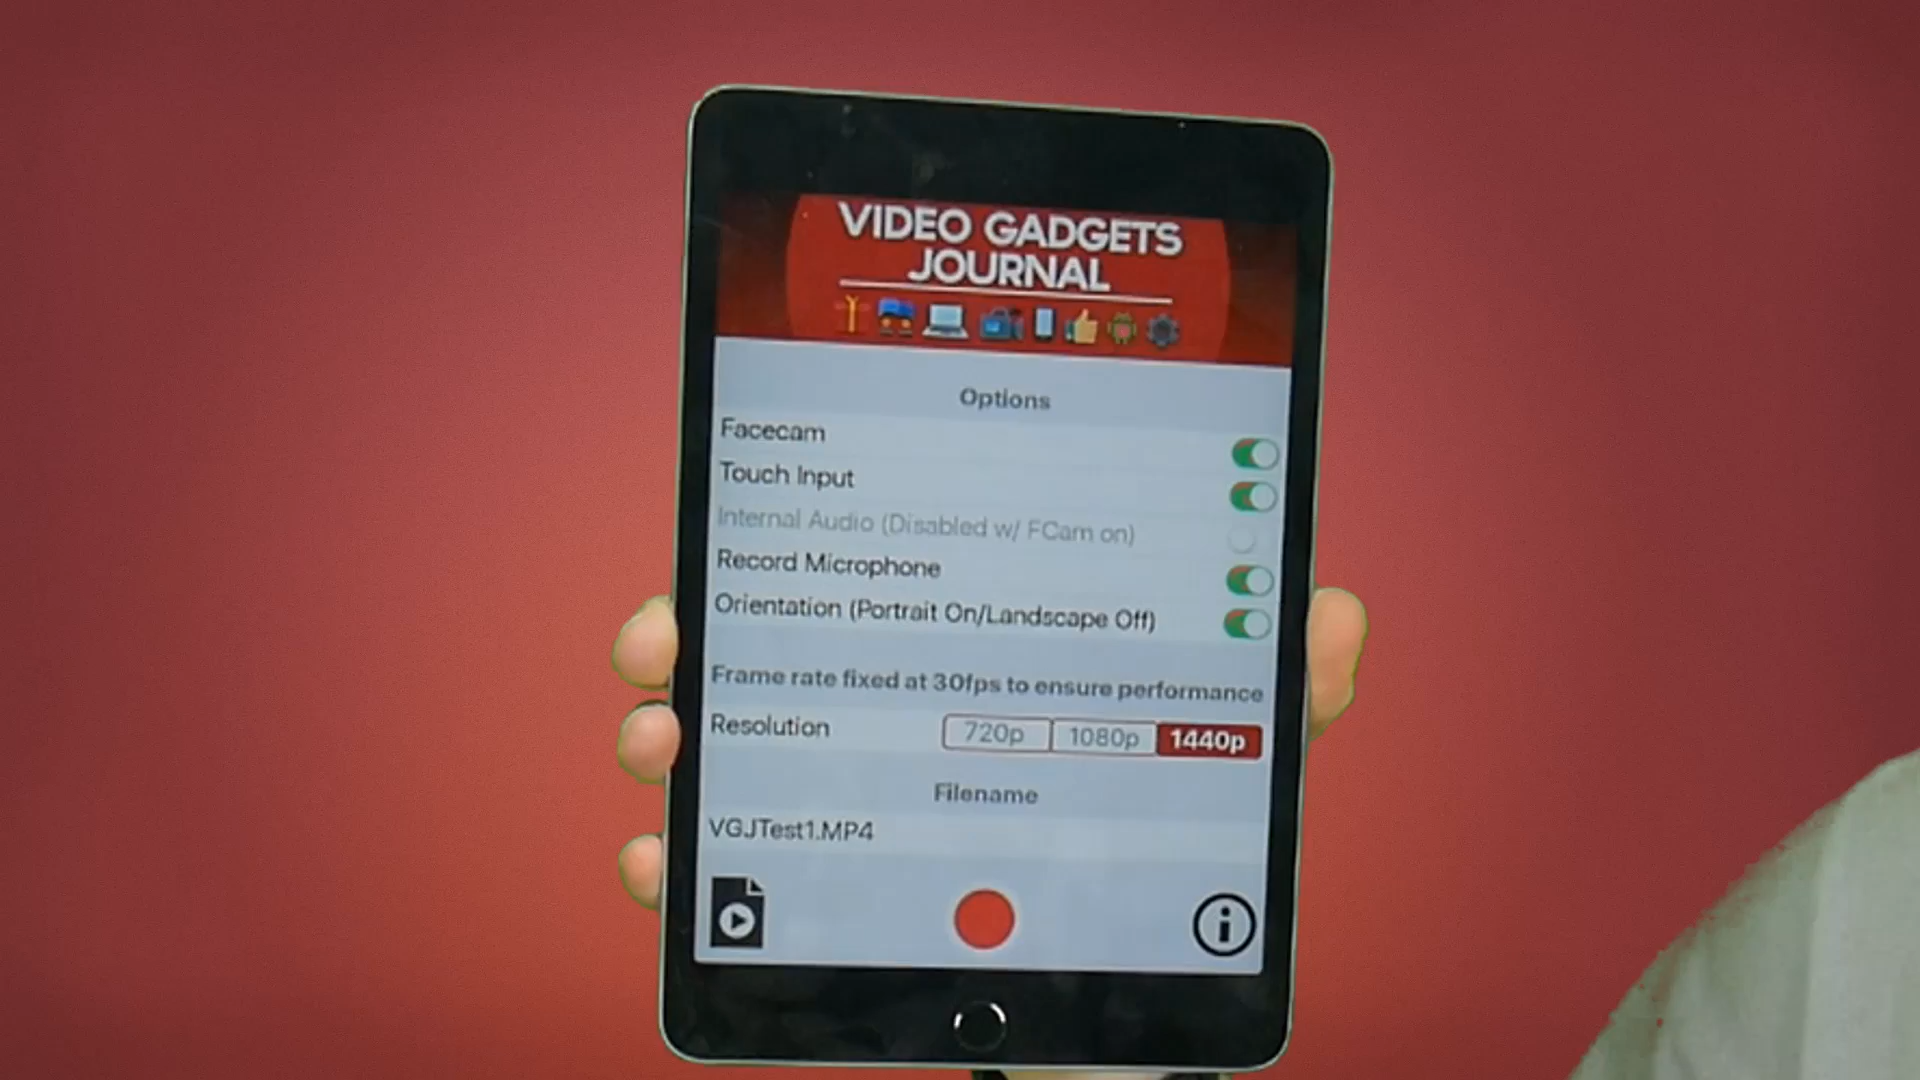 VIDEO GADGETS
JOURNAL
Options
Facecam
Touch Input
Internal Audio (Disabled w/ FCam on)
Record Microphone
Orientation (Portrait On/Landscape Off)
Frame rate fixed at 30fps to ensure performance
Resolution 720p 1080p 1440p
Filename
VGJTest1.MP4